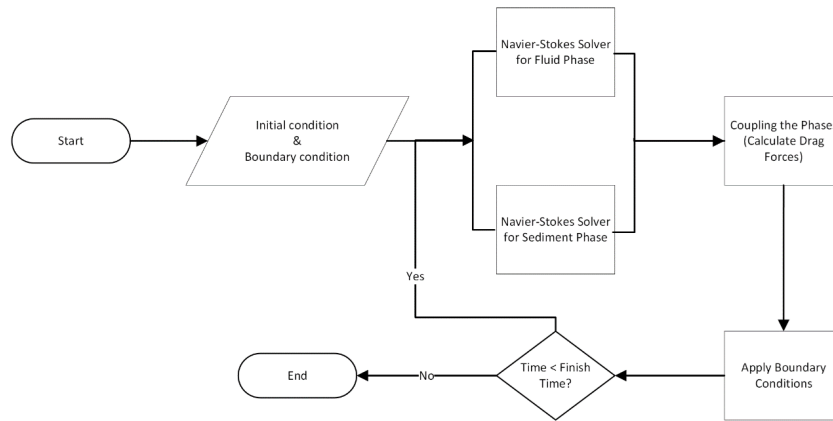 Start
Initial condition
&
Boundary condition
Navier-Stokes Solver
for Fluid Phase
Navier-Stokes Solver
for Sediment Phase
Coupling the Phase
(Calculate Drag
Forces)
Apply Boundary
Conditions
Time < Finish
Time?
Yes
No
End